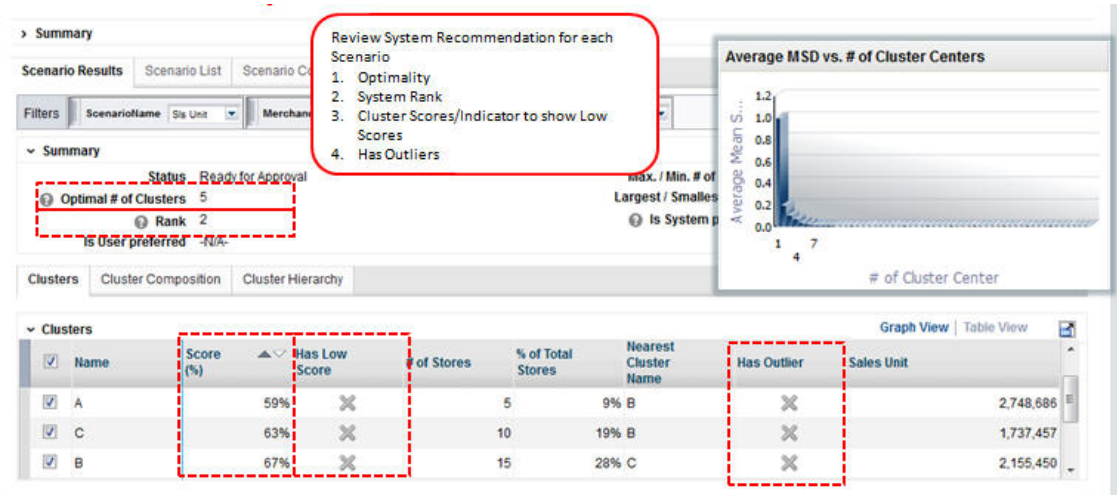 Summary
Review System Recommendation for each
Scenario
1. Optimality
2. System Rank
3. Cluster Scores/Indicator to show Low
Scores
4. Has Outliers
Scenario Results Scenario List Scenario
Filters ScenarioName Sls Unit
Summary
Status Ready for Approval
Optimal # of Clusters 5
Rank 2
Is User preferred -N/A-
Max. / Min. # of
Largest / Smalles
Is System p
Average MSD vs. # of Cluster Centers
Average Mean S...
1.2
1.0
0.8
0.6
0.4
0.2
0.0
1 4 7
# of Cluster Center
Clusters Cluster Composition Cluster Hierarchy
Clusters
Graph View Table View
Name Score (%) Has Low Score # of Stores % of Total Stores Nearest Cluster Name Has Outlier Sales Unit
A 59% 5 9% B 2,748,686
C 63% 10 19% B 1,737,457
B 67% 15 28% C 2,155,450